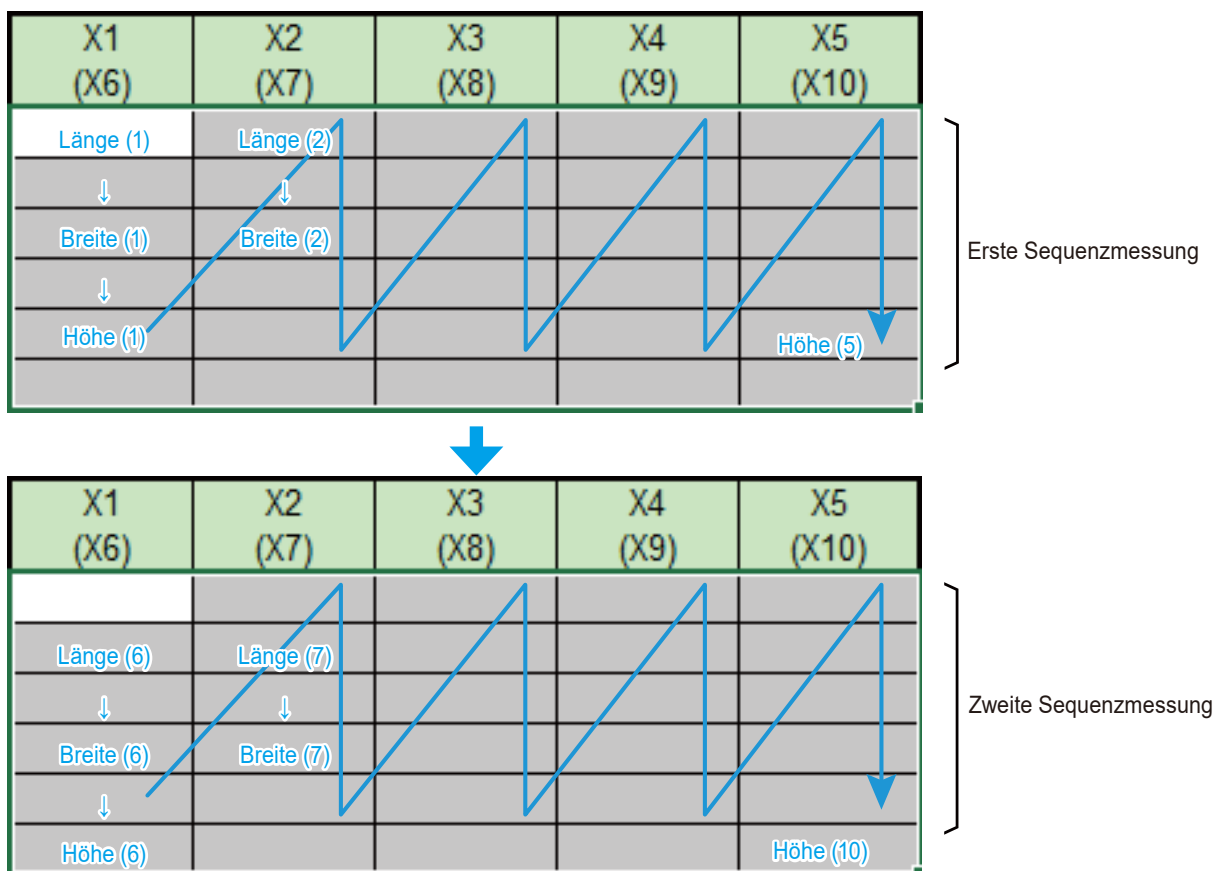 X1 X2 X3 X4 X5
(X6) (X7) (X8) (X9) (X10)
Länge (1) Länge (2)
↓ ↓
Breite (1) Breite (2)
Erste Sequenzmessung
↓
Höhe (1) Höhe (5)
X1 X2 X3 X4 X5
(X6) (X7) (X8) (X9) (X10)
Länge (6) Länge (7)
↓ ↓
Zweite Sequenzmessung
Breite (6) Breite (7)
↓
Höhe (6) Höhe (10)